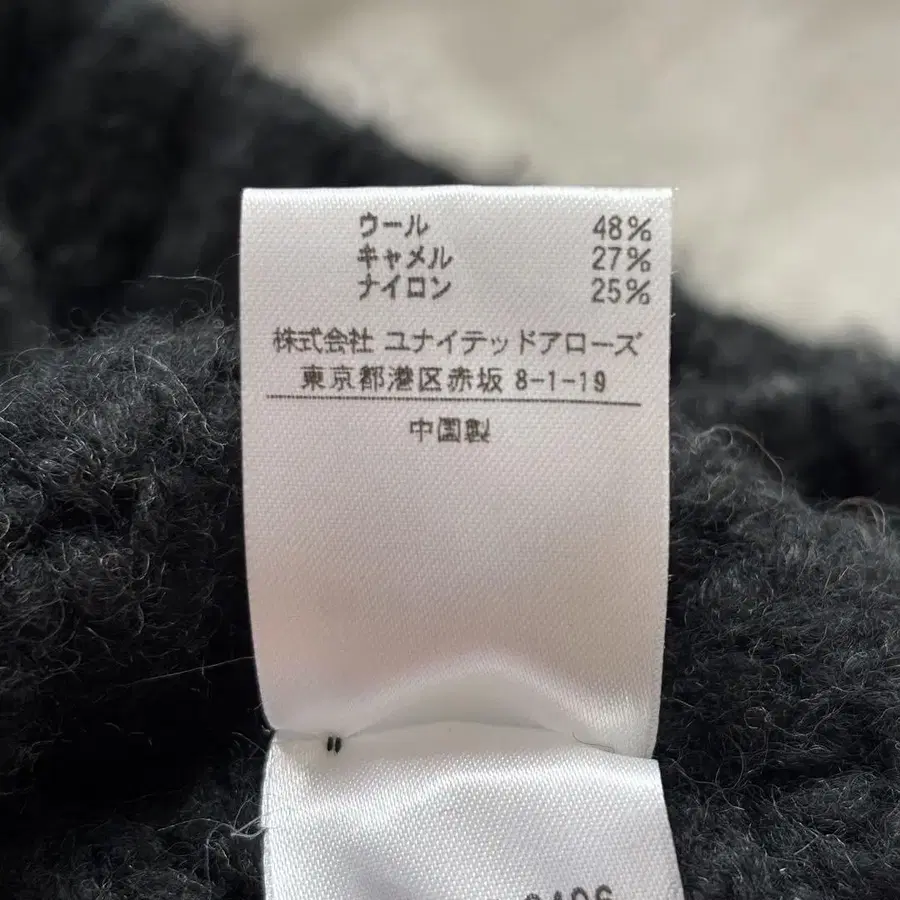 ウール 48%
キャメル 27%
ナイロン 25%
株式会社 ユナイテッドアローズ
東京都港区赤坂 8-1-19
中国製